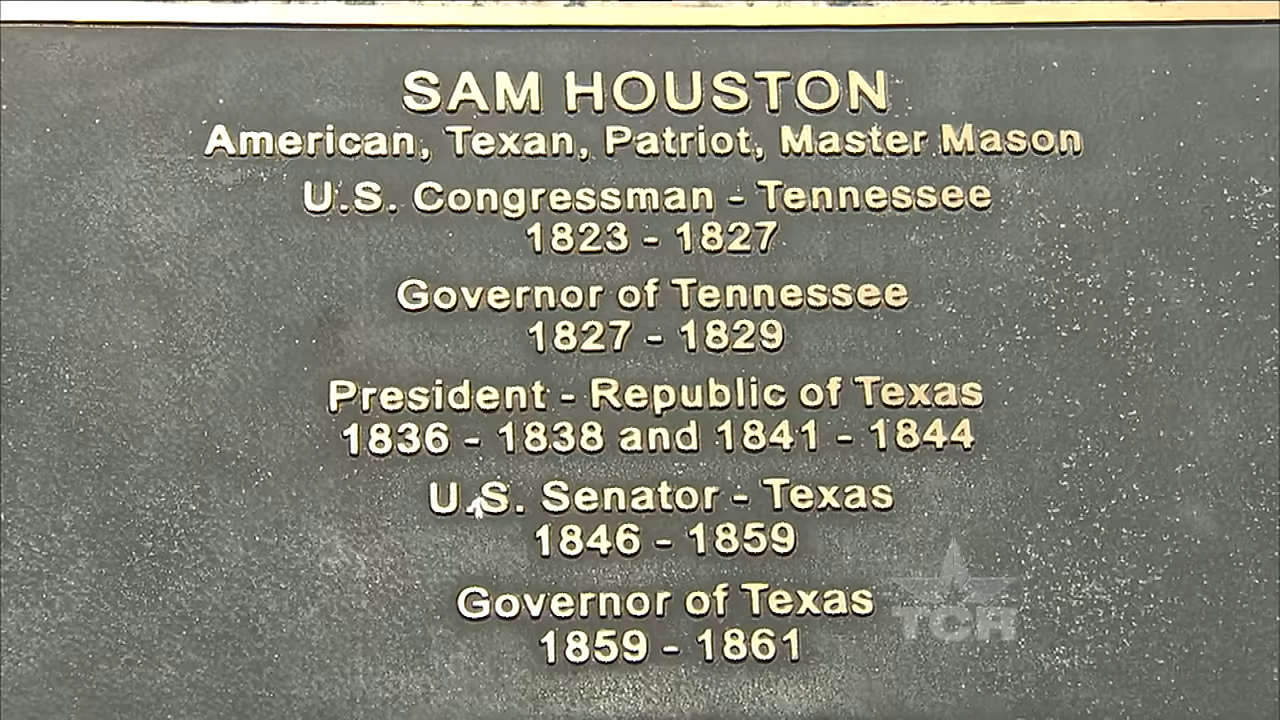 SAM HOUSTON
American, Texan, Patriot, Master Mason
U.S. Congressman - Tennessee
1823 - 1827
Governor of Tennessee
1827 - 1829
President - Republic of Texas
1836 - 1838 and 1841 - 1844
U.S. Senator - Texas
1846 - 1859
Governor of Texas
1859 - 1861
TCR